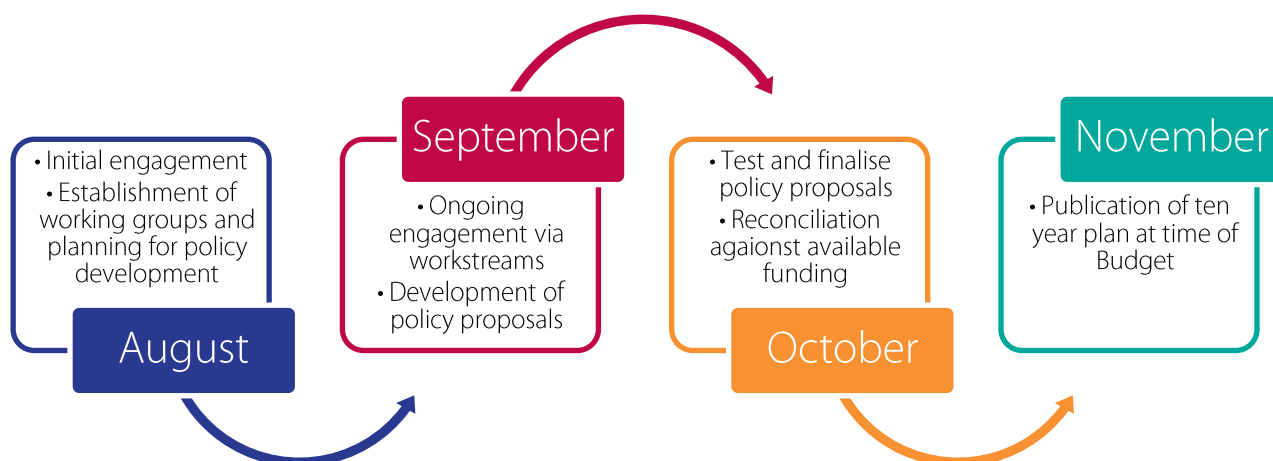 • Initial engagement
• Establishment of
working groups and
planning for policy
development
August
September
• Ongoing
engagement via
workstreams
• Development of
policy proposals
• Test and finalise
policy proposals
• Reconciliation
agaionst available
funding
October
November
• Publication of ten
year plan at time of
Budget